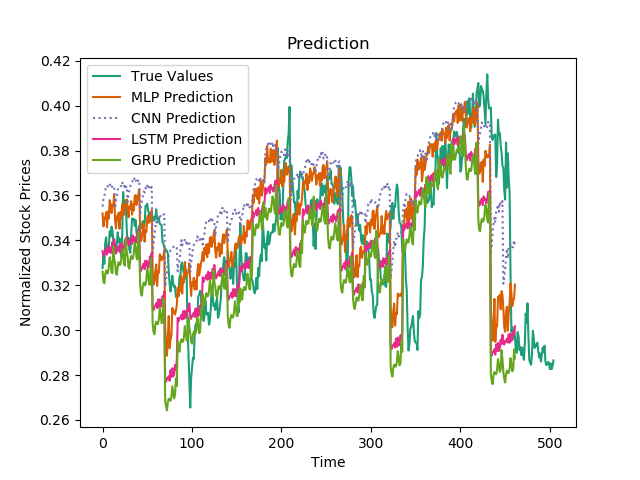 Prediction
0.42
0.40
0.38
0.36
0.34
0.32
0.30
0.28
0.26
Normalized Stock Prices
True Values
MLP Prediction
CNN Prediction
LSTM Prediction
GRU Prediction
0 100 200 300 400 500
Time